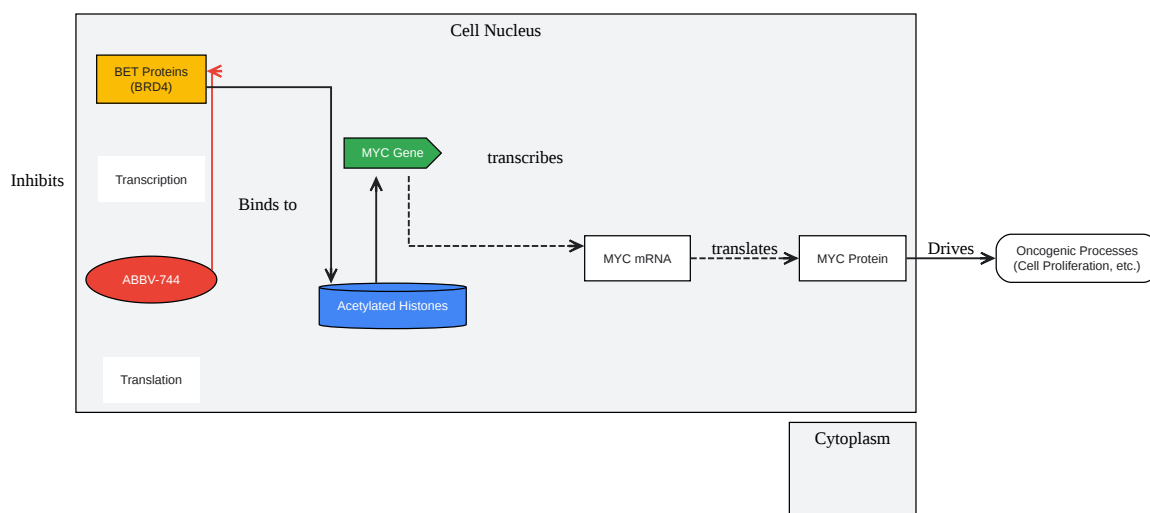 Cell Nucleus
BET Proteins
(BRD4)
MYC Gene
transcribes
Transcription
Inhibits
Binds to
MYC mRNA
translates
MYC Protein
Drives
Oncogenic Processes
(Cell Proliferation, etc.)
ABBV-744
Acetylated Histones
Translation
Cytoplasm